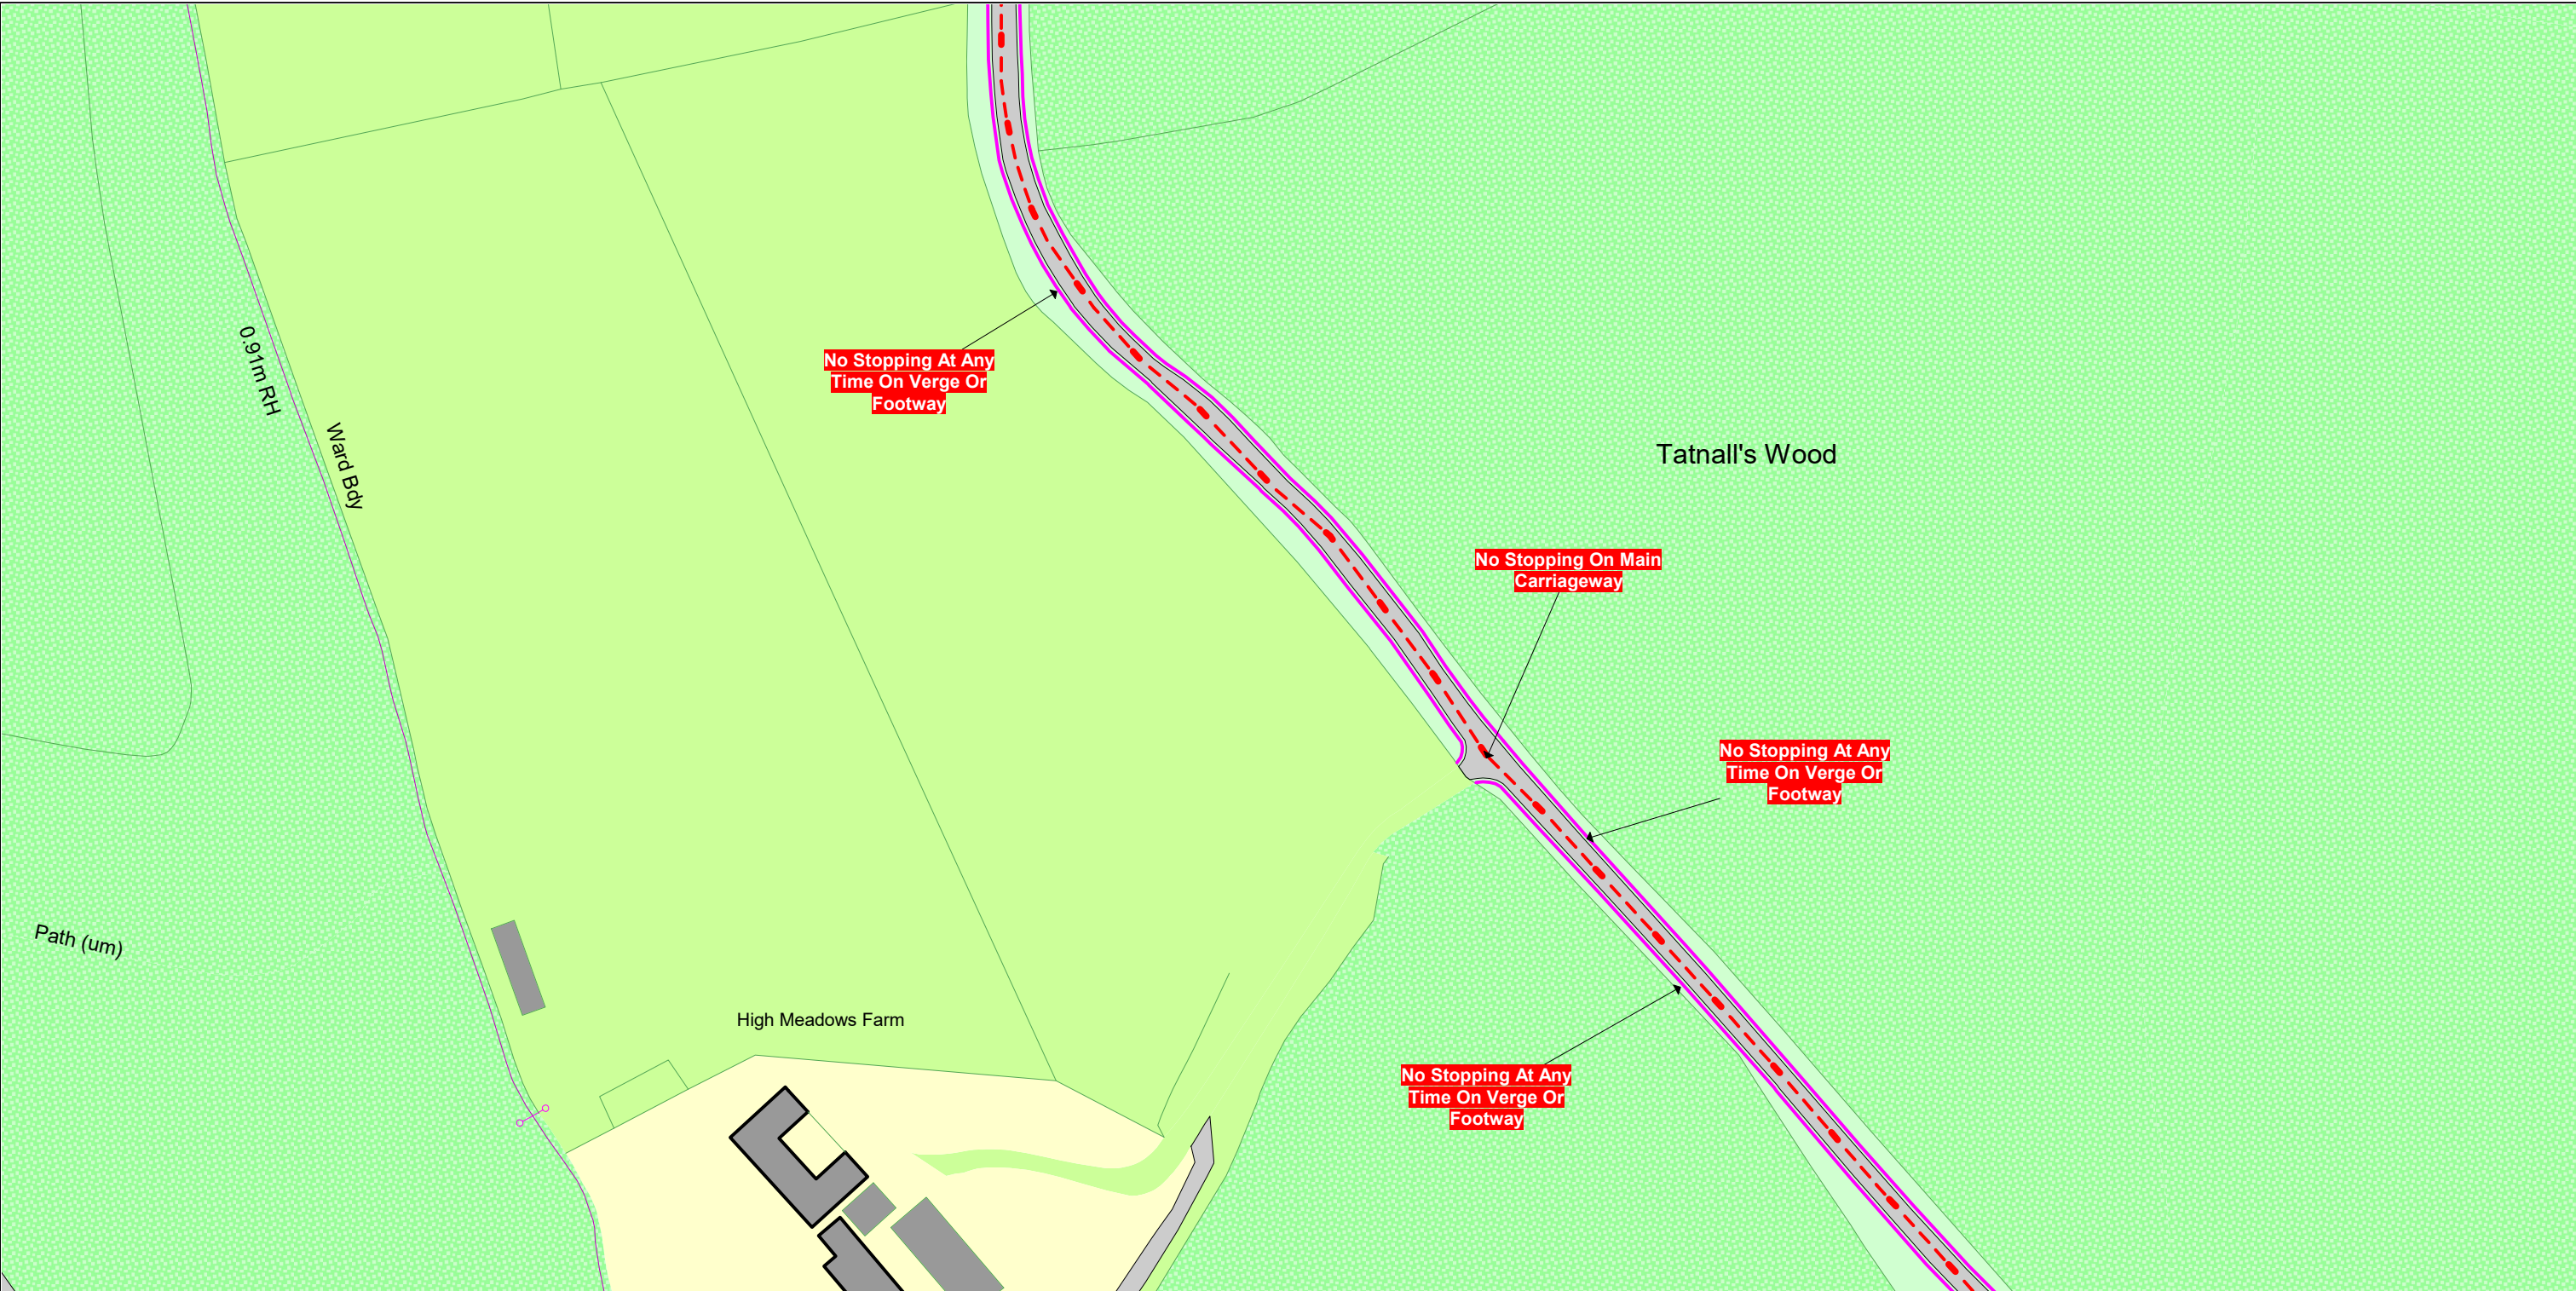 0.91m RH
Ward Bdy
No Stopping At Any
Time On Verge Or
Footway
Tatnall's Wood
No Stopping On Main
Carriageway
No Stopping At Any
Time On Verge Or
Footway
Path (um)
High Meadows Farm
No Stopping At Any
Time On Verge Or
Footway